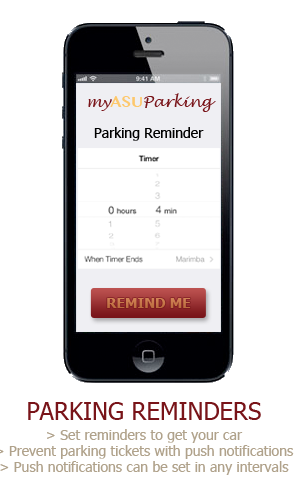 9:41 AM
myASUParking
Parking Reminder
Timer
1
2
3
0 hours 4 min
1 5
2 6
When Timer Ends Marimba >
REMIND ME
PARKING REMINDERS
> Set reminders to get your car
> Prevent parking tickets with push notifications
> Push notifications can be set in any intervals